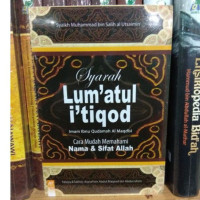 Syaikh Muhammad bin Salih al Utsaimin
Syarah
Lum'atul
i'tiqod
Imam Ibnu Qudamah Al Maqdisi
Cara Mudah Memahami
Nama & Sifat Allah